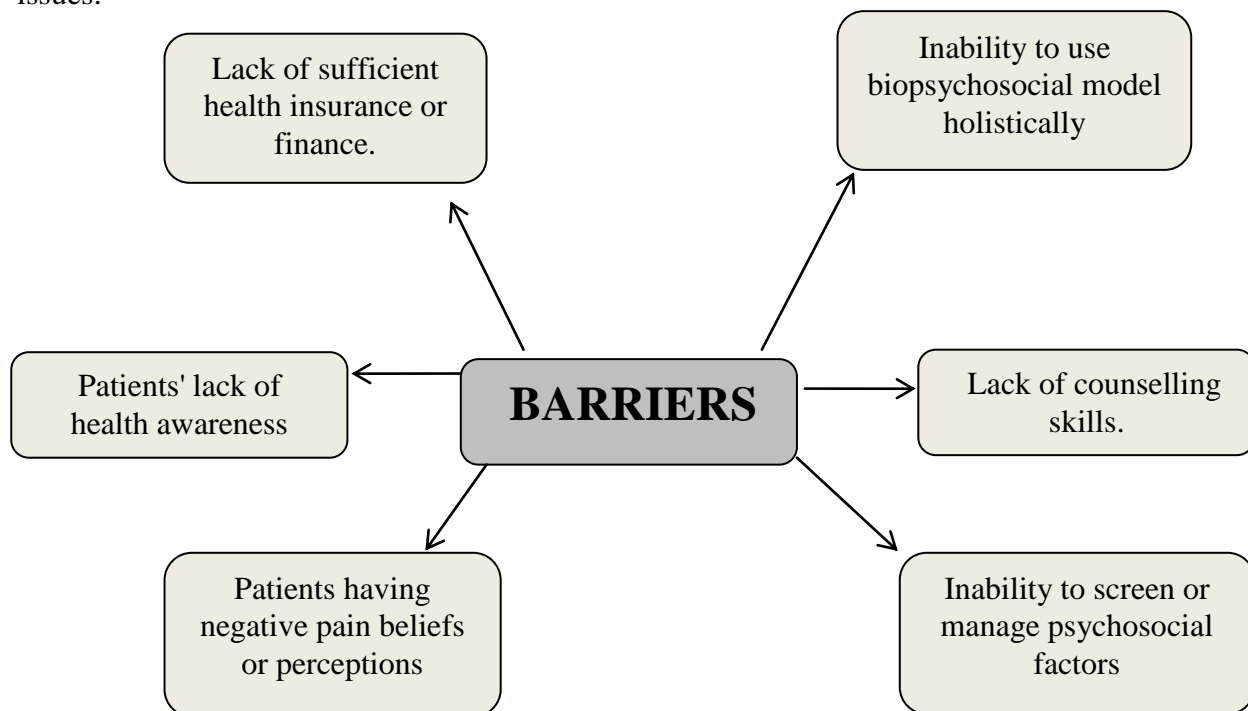 issues.
Lack of sufficient
health insurance or
finance.
Inability to use
biopsychosocial model
holistically
Patients' lack of
health awareness
BARRIERS
Lack of counselling
skills.
Patients having
negative pain beliefs
or perceptions
Inability to screen or
manage psychosocial
factors